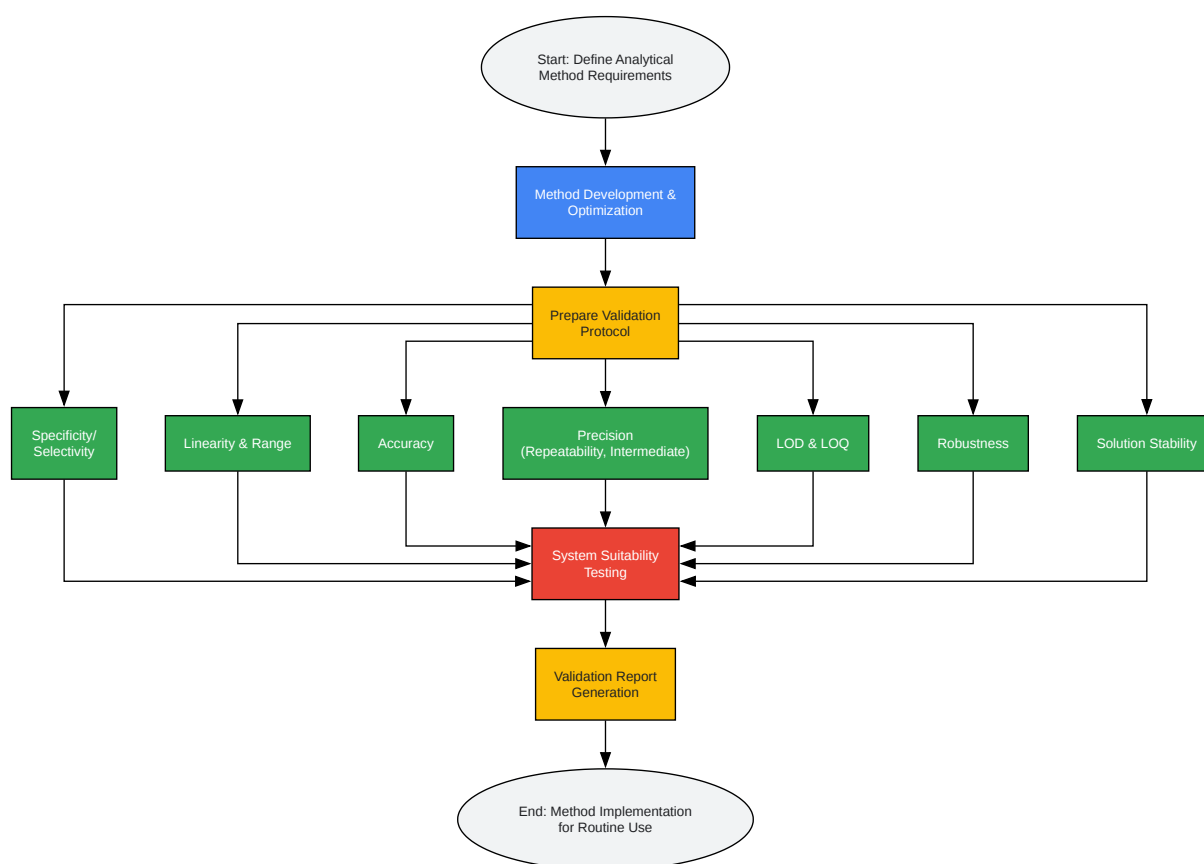 Start: Define Analytical
Method Requirements
Method Development &
Optimization
Prepare Validation
Protocol
Specificity/
Selectivity
Linearity & Range
Accuracy
Precision
(Repeatability, Intermediate)
LOD & LOQ
Robustness
Solution Stability
System Suitability
Testing
Validation Report
Generation
End: Method Implementation
for Routine Use